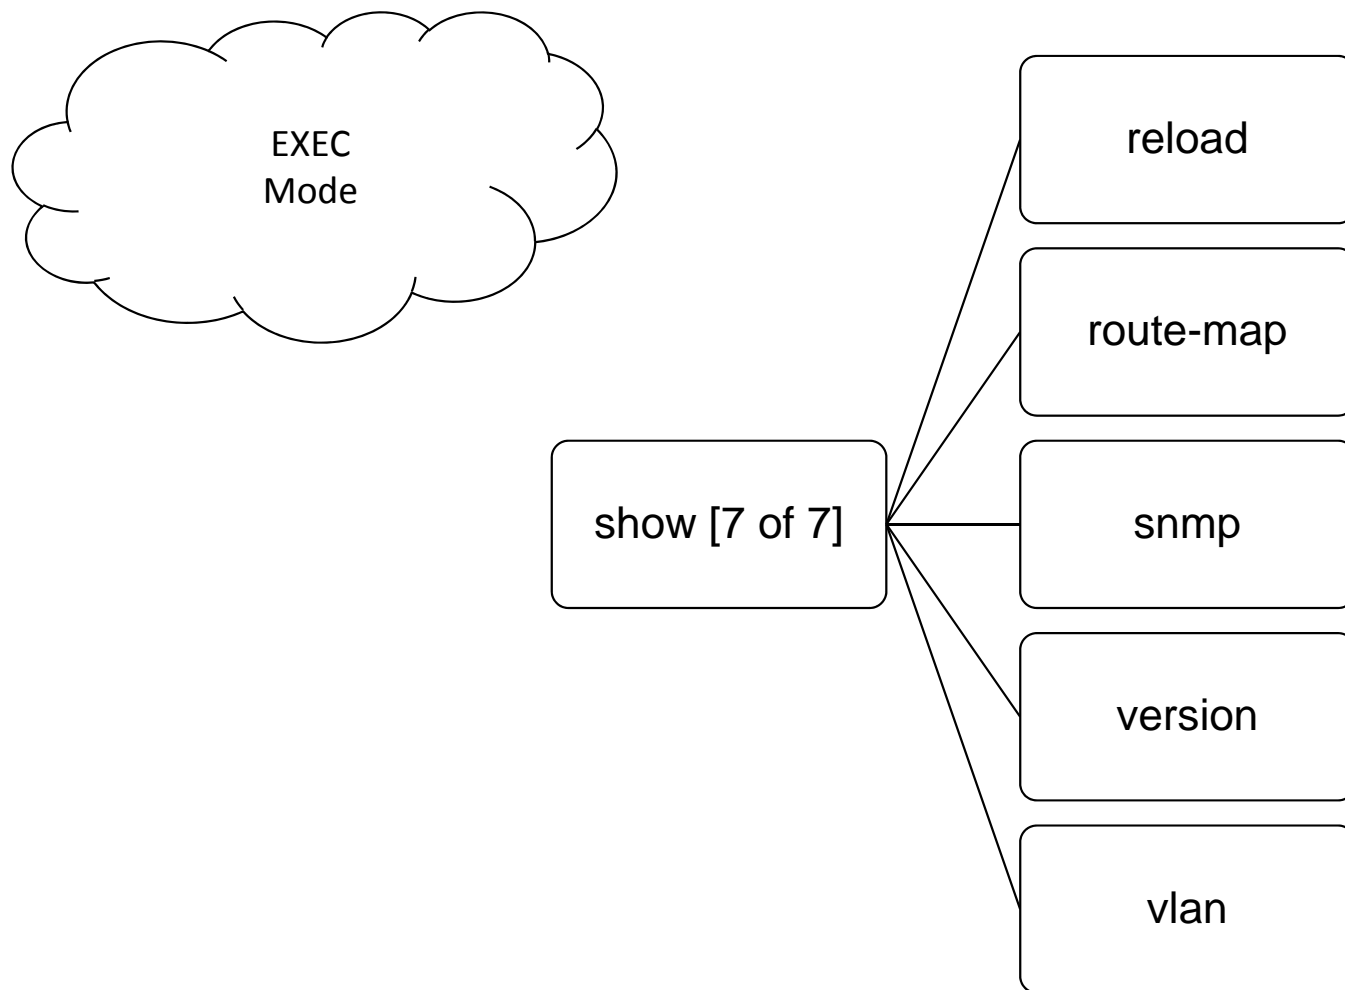 EXEC
Mode
reload
route-map
show [7 of 7]
snmp
version
vlan